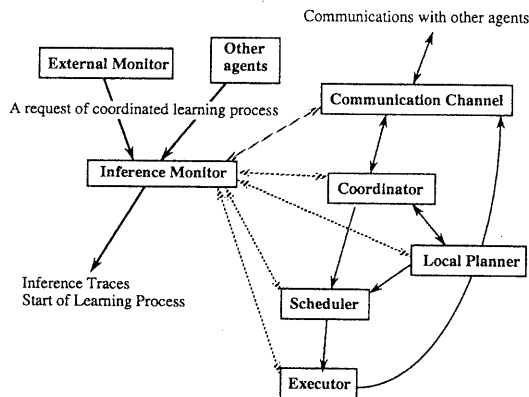 Communications with other agents
Other
agents
External Monitor
Communication Channel
A request of coordinated learning process
Inference Monitor
Coordinator
Local Planner
Inference Traces
Start of Learning Process
Scheduler
Executor